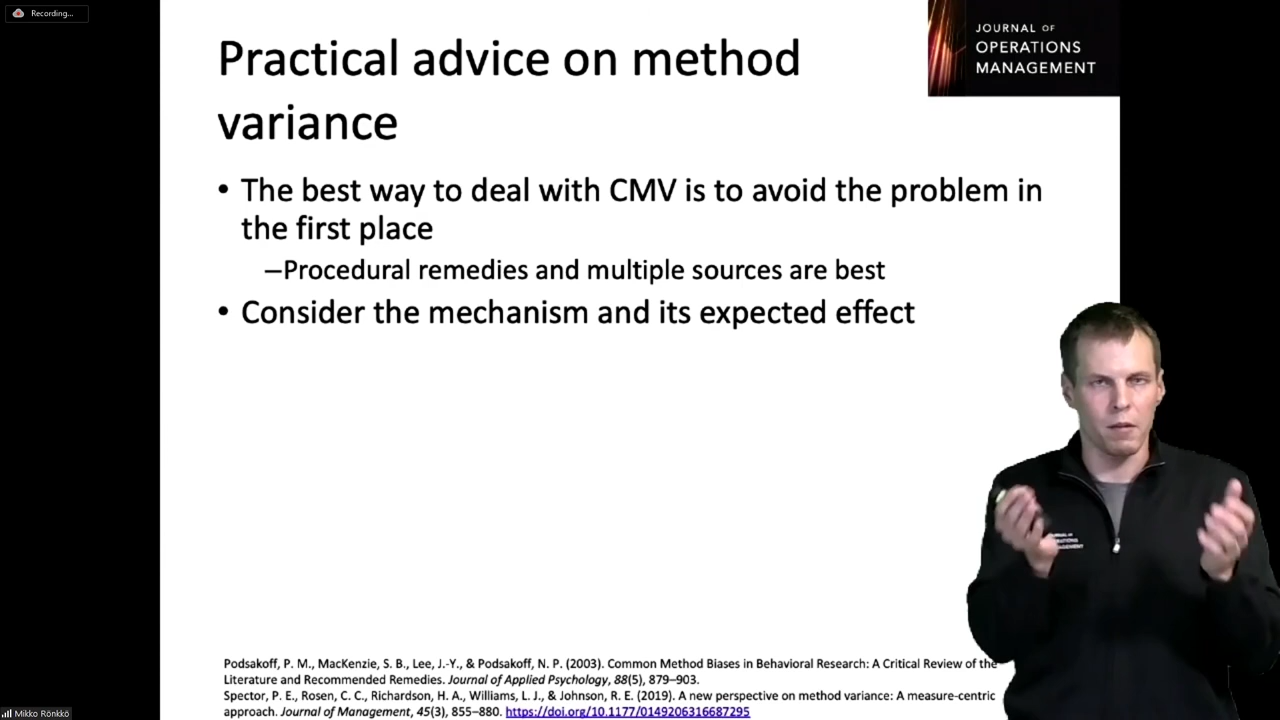 Recording...
JOURNAL OF
OPERATIONS
MANAGEMENT
Practical advice on method
variance
• The best way to deal with CMV is to avoid the problem in
the first place
–Procedural remedies and multiple sources are best
• Consider the mechanism and its expected effect
Podsakoff, P. M., MacKenzie, S. B., Lee, J.-Y., & Podsakoff, N. P. (2003). Common Method Biases in Behavioral Research: A Critical Review of the
Literature and Recommended Remedies. Journal of Applied Psychology, 88(5), 879–903.
Spector, P. E., Rosen, C. C., Richardson, H. A., Williams, L. J., & Johnson, R. E. (2019). A new perspective on method variance: A measure-centric
approach. Journal of Management, 45(3), 855–880. https://doi.org/10.1177/0149206316687295
Mikko Rönkkö